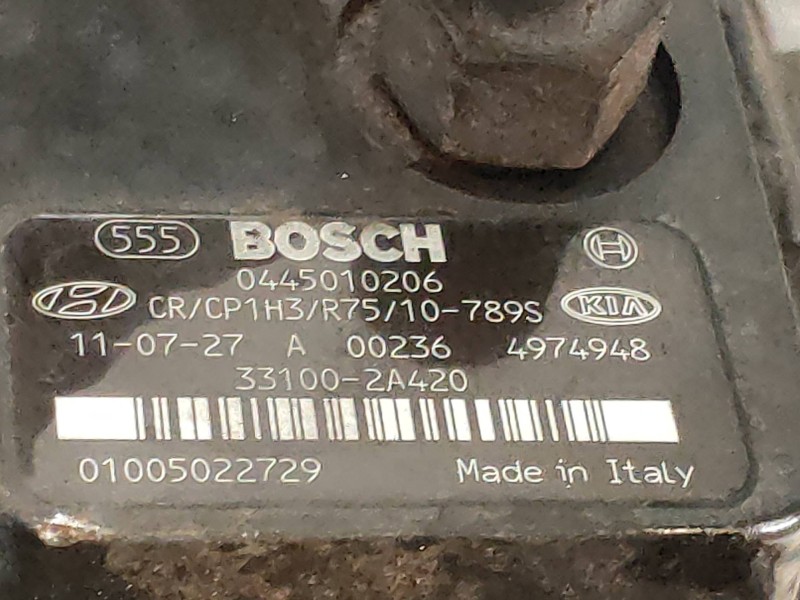 555 BOSCH
0445010206
CR/CP1H3/R75/10-789S KIA
11-07-27 A 00236 4974948
33100-2A420
01005022729 Made in Italy